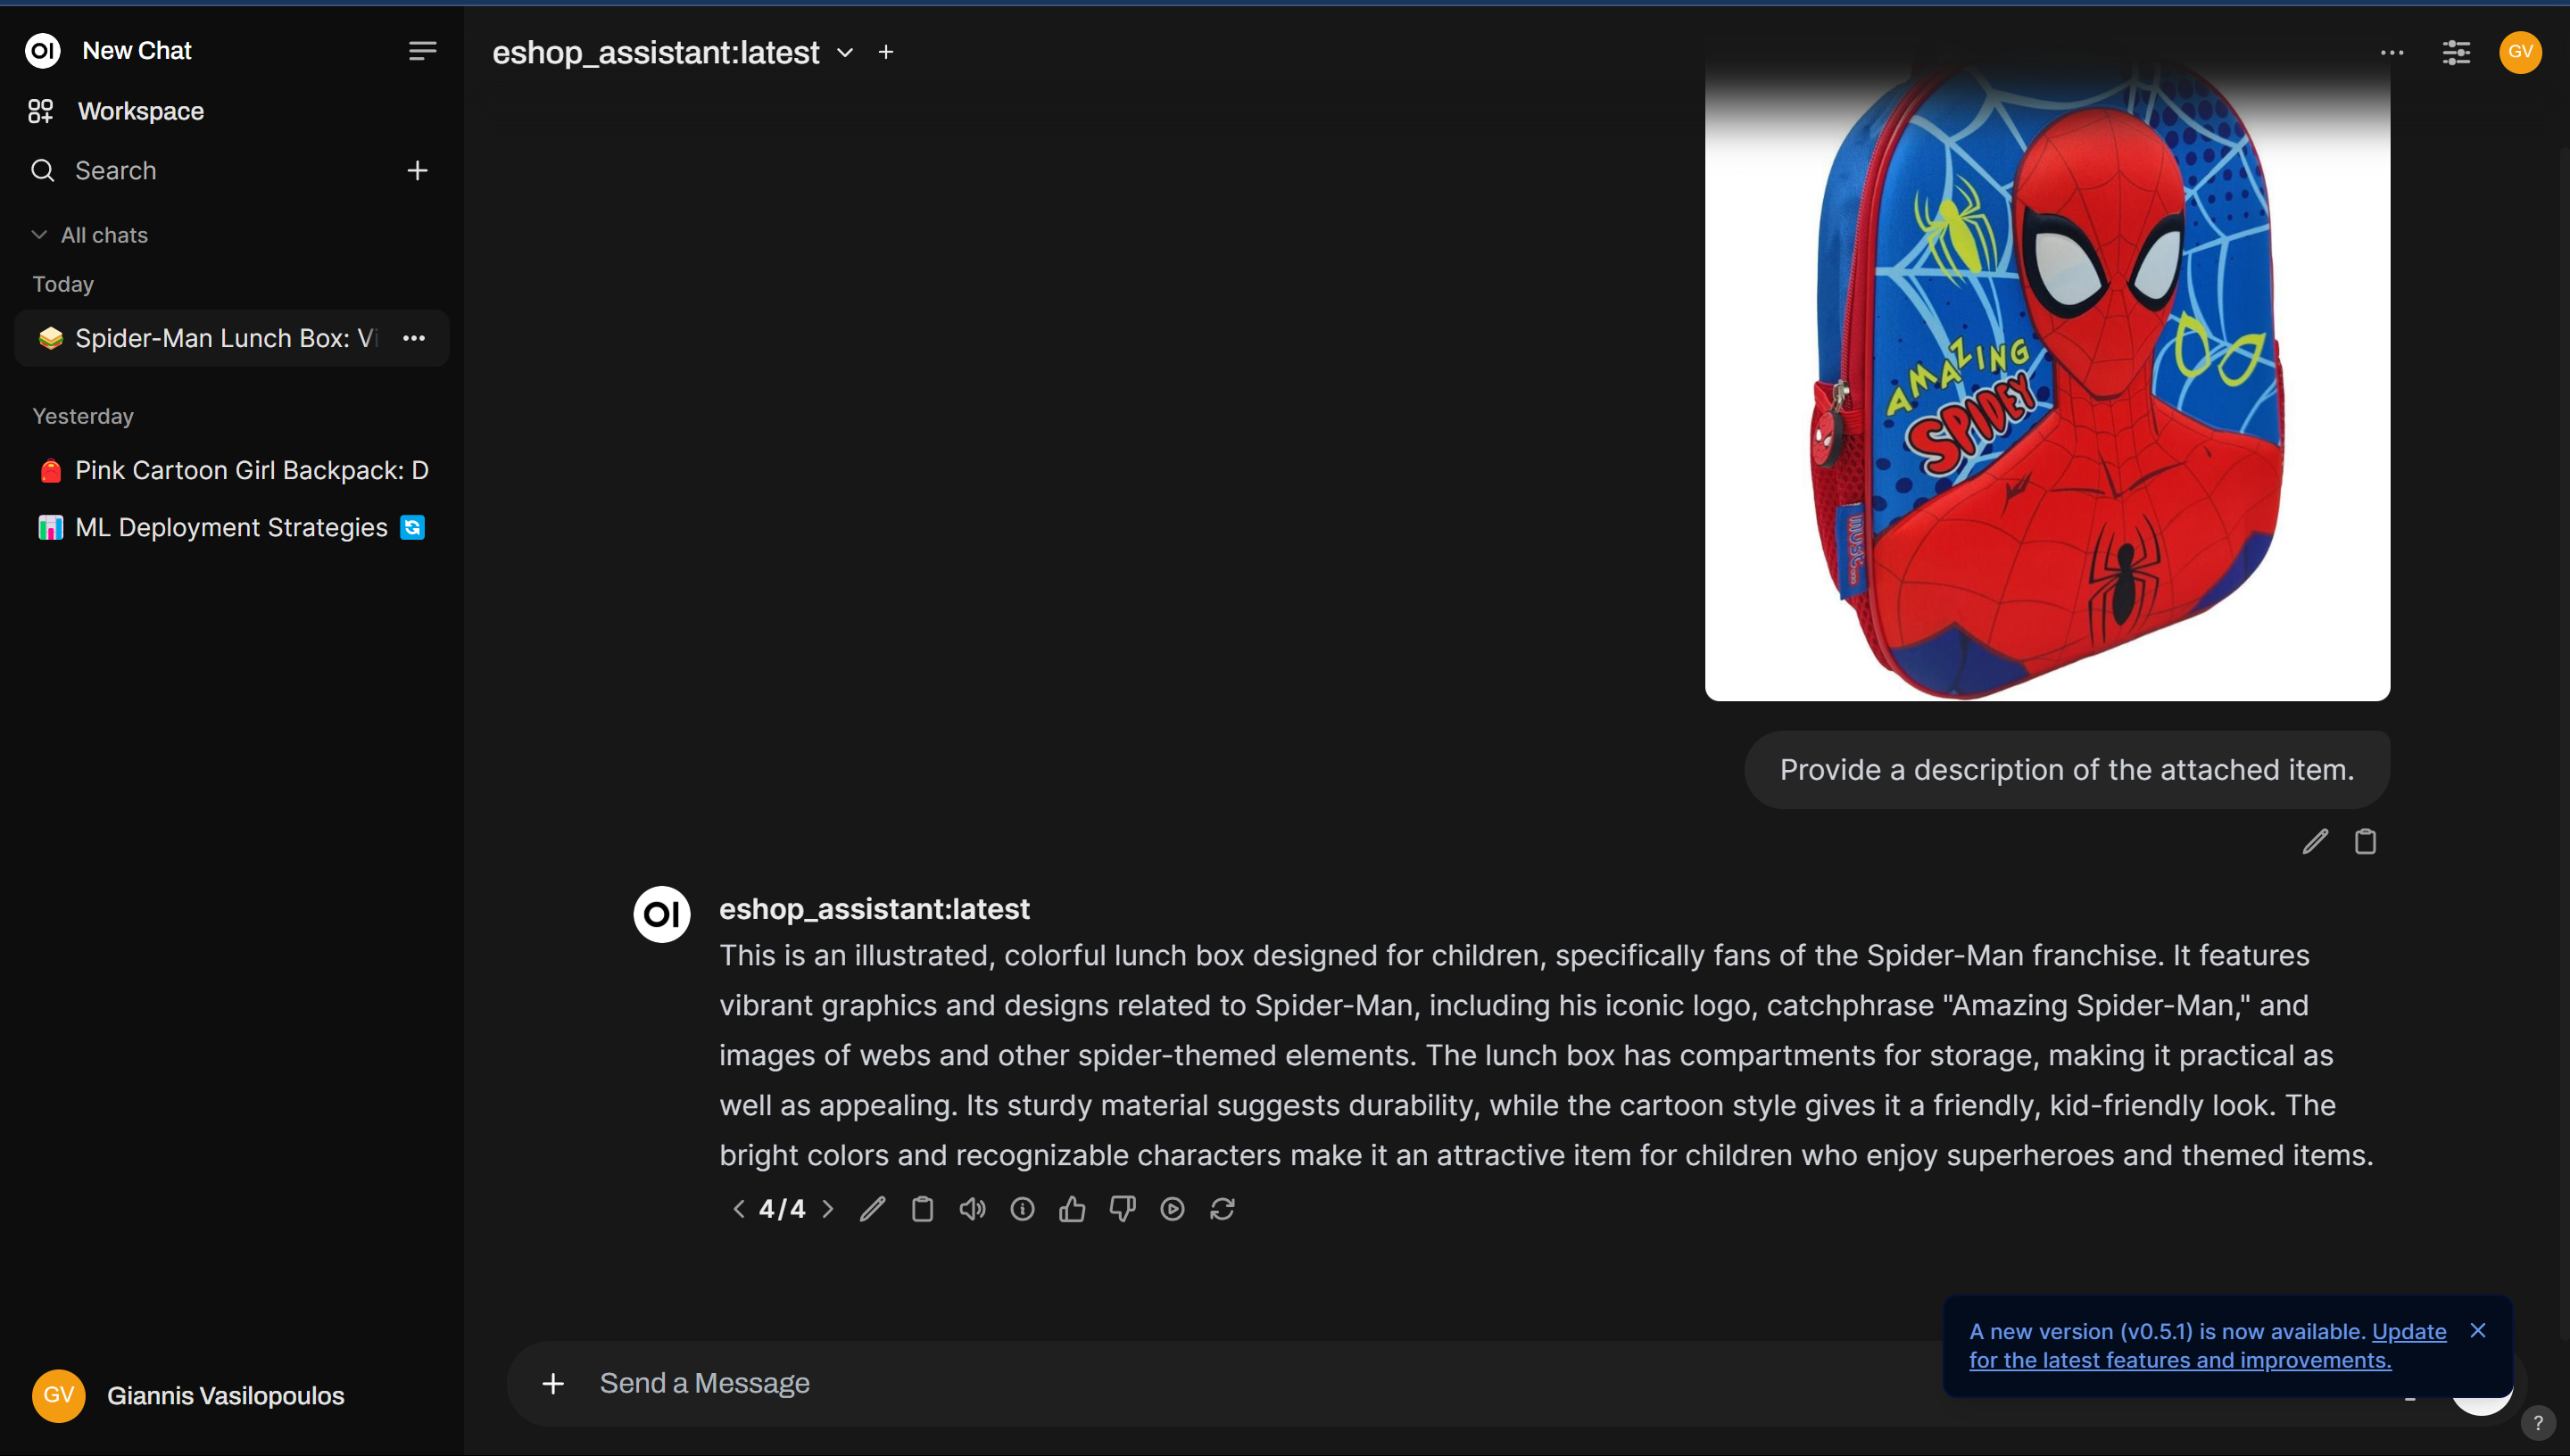 OI New Chat
Workspace
Search
All chats
Today
Spider-Man Lunch Box: Vi
Yesterday
Pink Cartoon Girl Backpack: D
ML Deployment Strategies
GV Giannis Vasilopoulos
eshop_assistant:latest
GV
AMAZING
SPIDEY
MUST
Provide a description of the attached item.
OI eshop_assistant:latest
This is an illustrated, colorful lunch box designed for children, specifically fans of the Spider-Man franchise. It features
vibrant graphics and designs related to Spider-Man, including his iconic logo, catchphrase "Amazing Spider-Man," and
images of webs and other spider-themed elements. The lunch box has compartments for storage, making it practical as
well as appealing. Its sturdy material suggests durability, while the cartoon style gives it a friendly, kid-friendly look. The
bright colors and recognizable characters make it an attractive item for children who enjoy superheroes and themed items.
4/4
A new version (v0.5.1) is now available. Update
for the latest features and improvements.
Send a Message
?